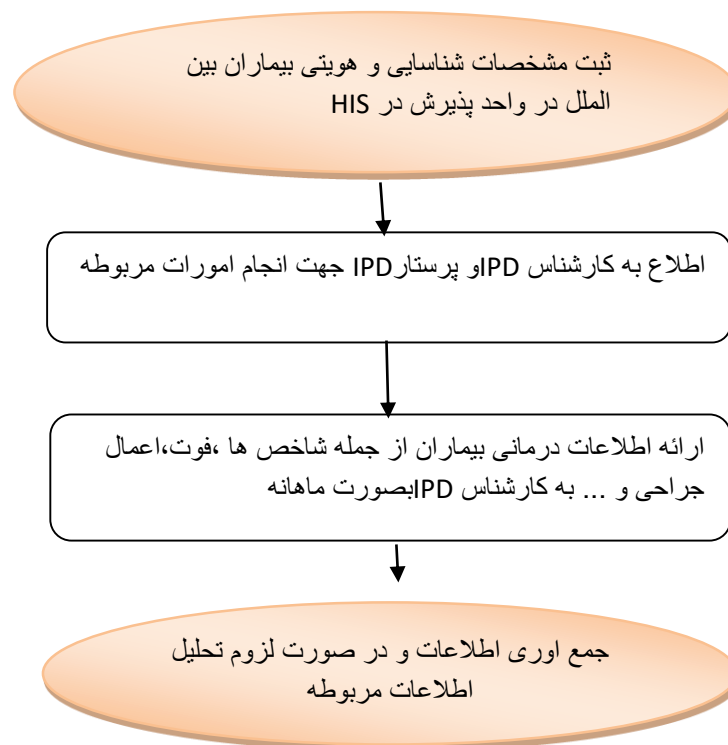 ثبت مشخصات شناسایی و هویتی بیماران بین
الملل در واحد پذیرش در HIS
اطلاع به کارشناس IPDو پرستارIPD جهت انجام امورات مربوطه
ارائه اطلاعات درمانی بیماران از جمله شاخص ها ،فوت،اعمال
جراحی و ... به کارشناس IPDبصورت ماهانه
جمع اوری اطلاعات و در صورت لزوم تحلیل
اطلاعات مربوطه